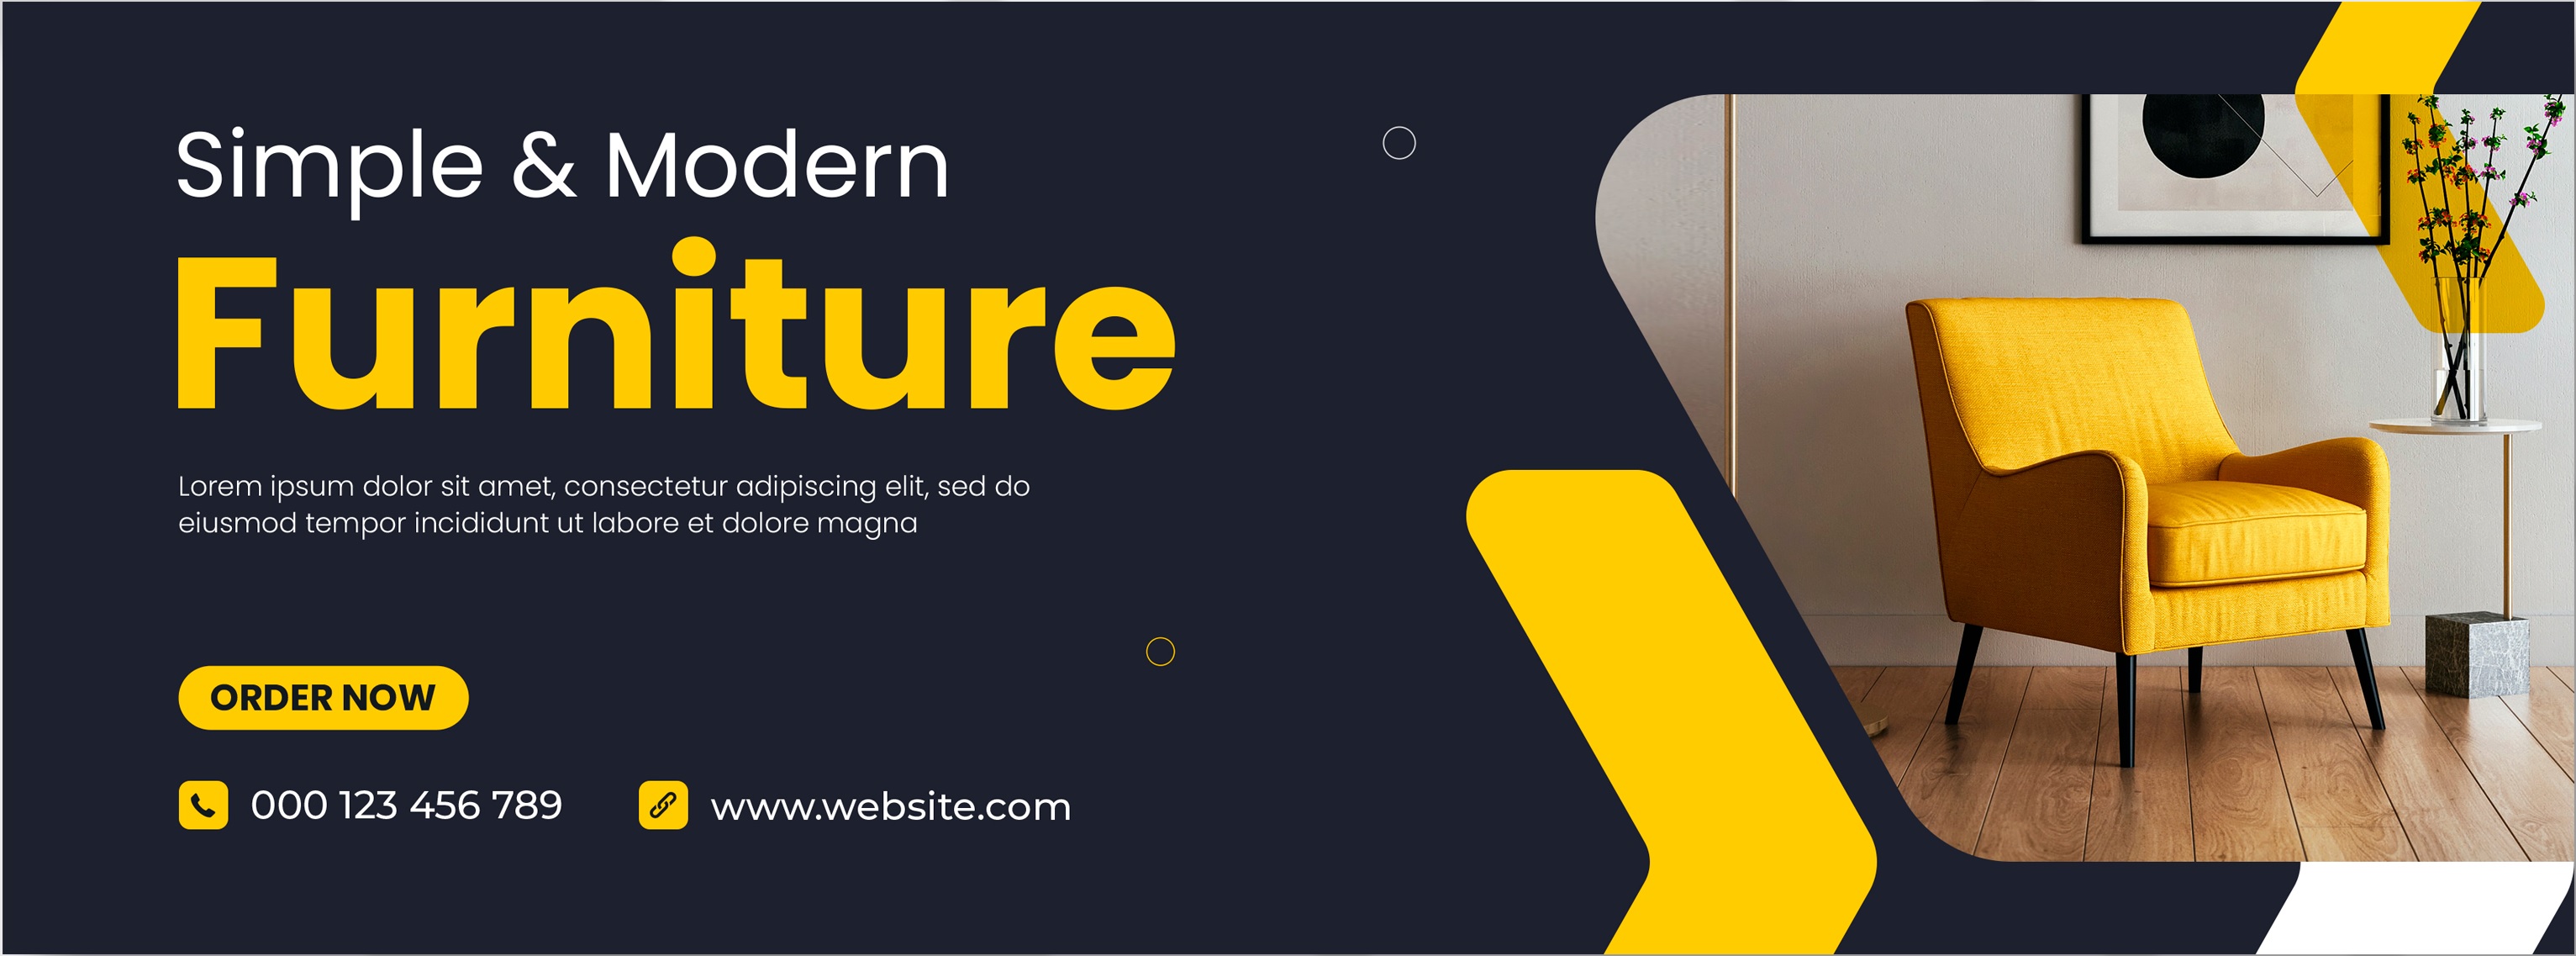 Simple & Modern
Furniture
Lorem ipsum dolor sit amet, consectetur adipiscing elit, sed do
eiusmod tempor incididunt ut labore et dolore magna
ORDER NOW
000 123 456 789
www.website.com